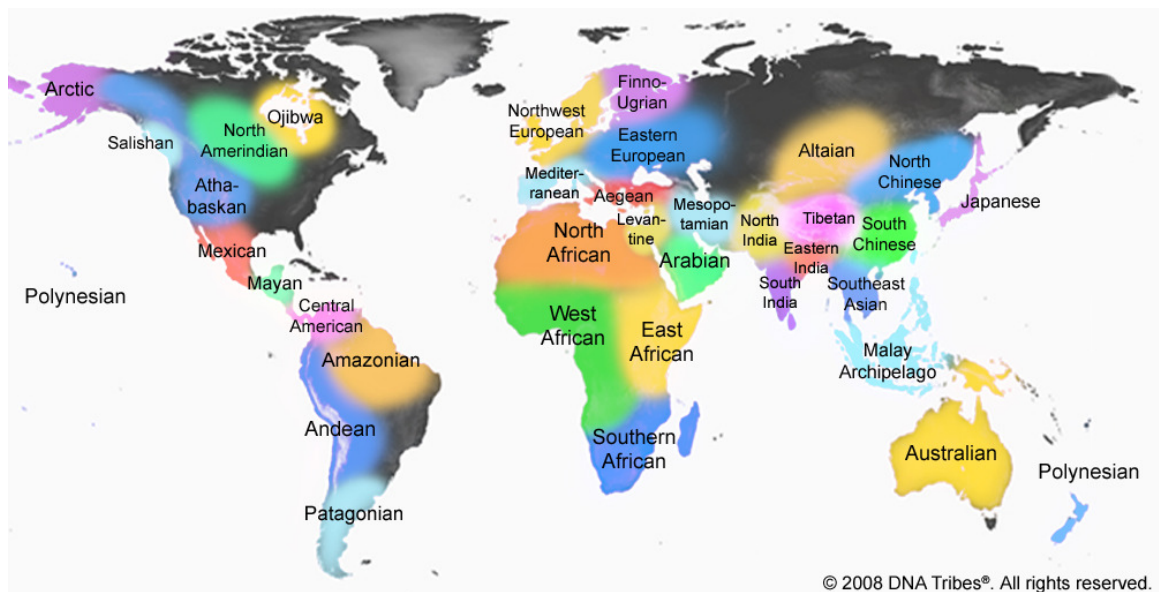 Arctic
Salishan
North
Amerindian
Ojibwa
Atha-
baskan
Mexican
Mayan
Polynesian
Central
American
Amazonian
Andean
Patagonian
Northwest
European
Finno-
Ugrian
Eastern
European
Mediter-
ranean
Aegean
Levan-
tine
Mesopo-
tamian
North
African
Arabian
West
African
East
African
Southern
African
Altaian
North
Chinese
Japanese
North
India
Tibetan
South
Chinese
Eastern
India
South
India
Southeast
Asian
Malay
Archipelago
Australian
Polynesian
© 2008 DNA Tribes®. All rights reserved.